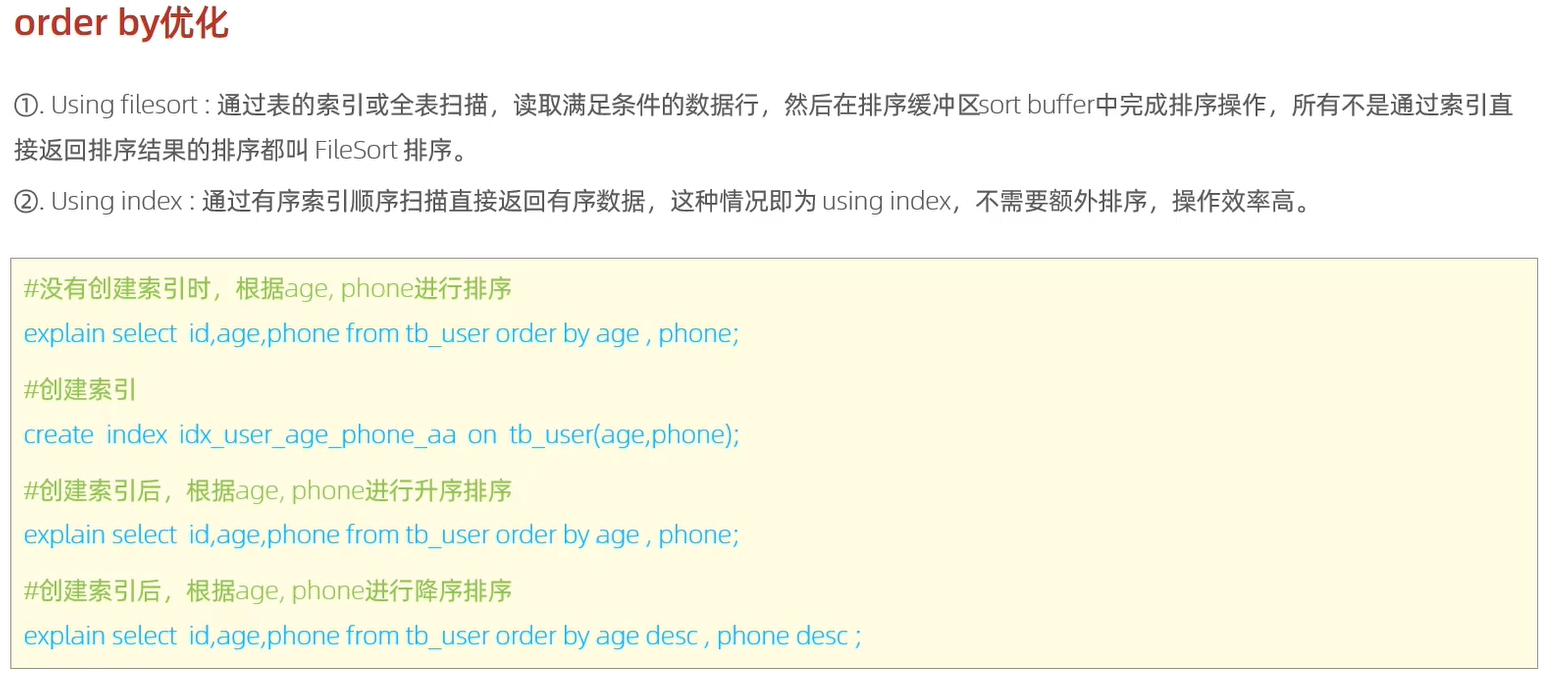 order by优化
①. Using filesort : 通过表的索引或全表扫描，读取满足条件的数据行，然后在排序缓冲区sort buffer中完成排序操作，所有不是通过索引直
接返回排序结果的排序都叫 FileSort 排序。
②. Using index : 通过有序索引顺序扫描直接返回有序数据，这种情况即为 using index，不需要额外排序，操作效率高。
#没有创建索引时，根据age, phone进行排序
explain select  id,age,phone from tb_user order by age , phone;
#创建索引
create  index  idx_user_age_phone_aa  on  tb_user(age,phone);
#创建索引后，根据age, phone进行升序排序
explain select  id,age,phone from tb_user order by age , phone;
#创建索引后，根据age, phone进行降序排序
explain select  id,age,phone from tb_user order by age desc , phone desc ;